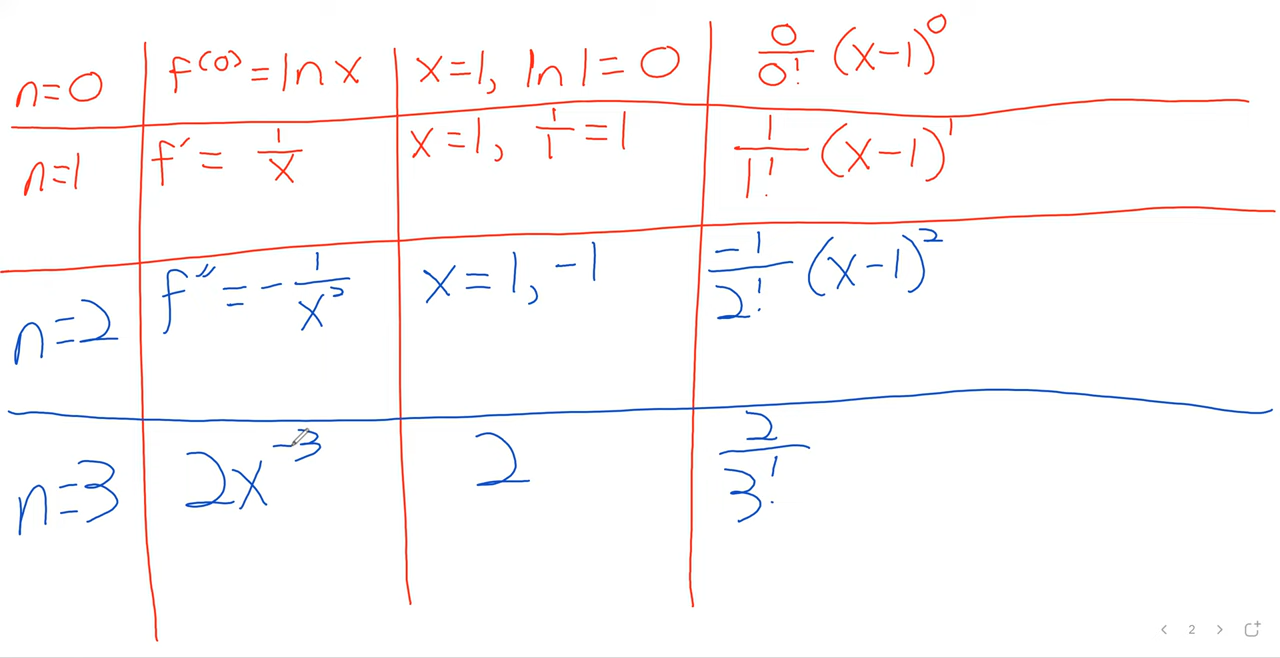 n=0 f⁽⁰⁾ = ln x x=1, ln 1 = 0 0/0! (x-1)⁰
n=1 f′ = 1/x x=1, 1/1 = 1 1/1! (x-1)¹
n=2 f″ = -1/x² x=1, -1 -1/2! (x-1)²
n=3 2x⁻³ 2 2/3!
2